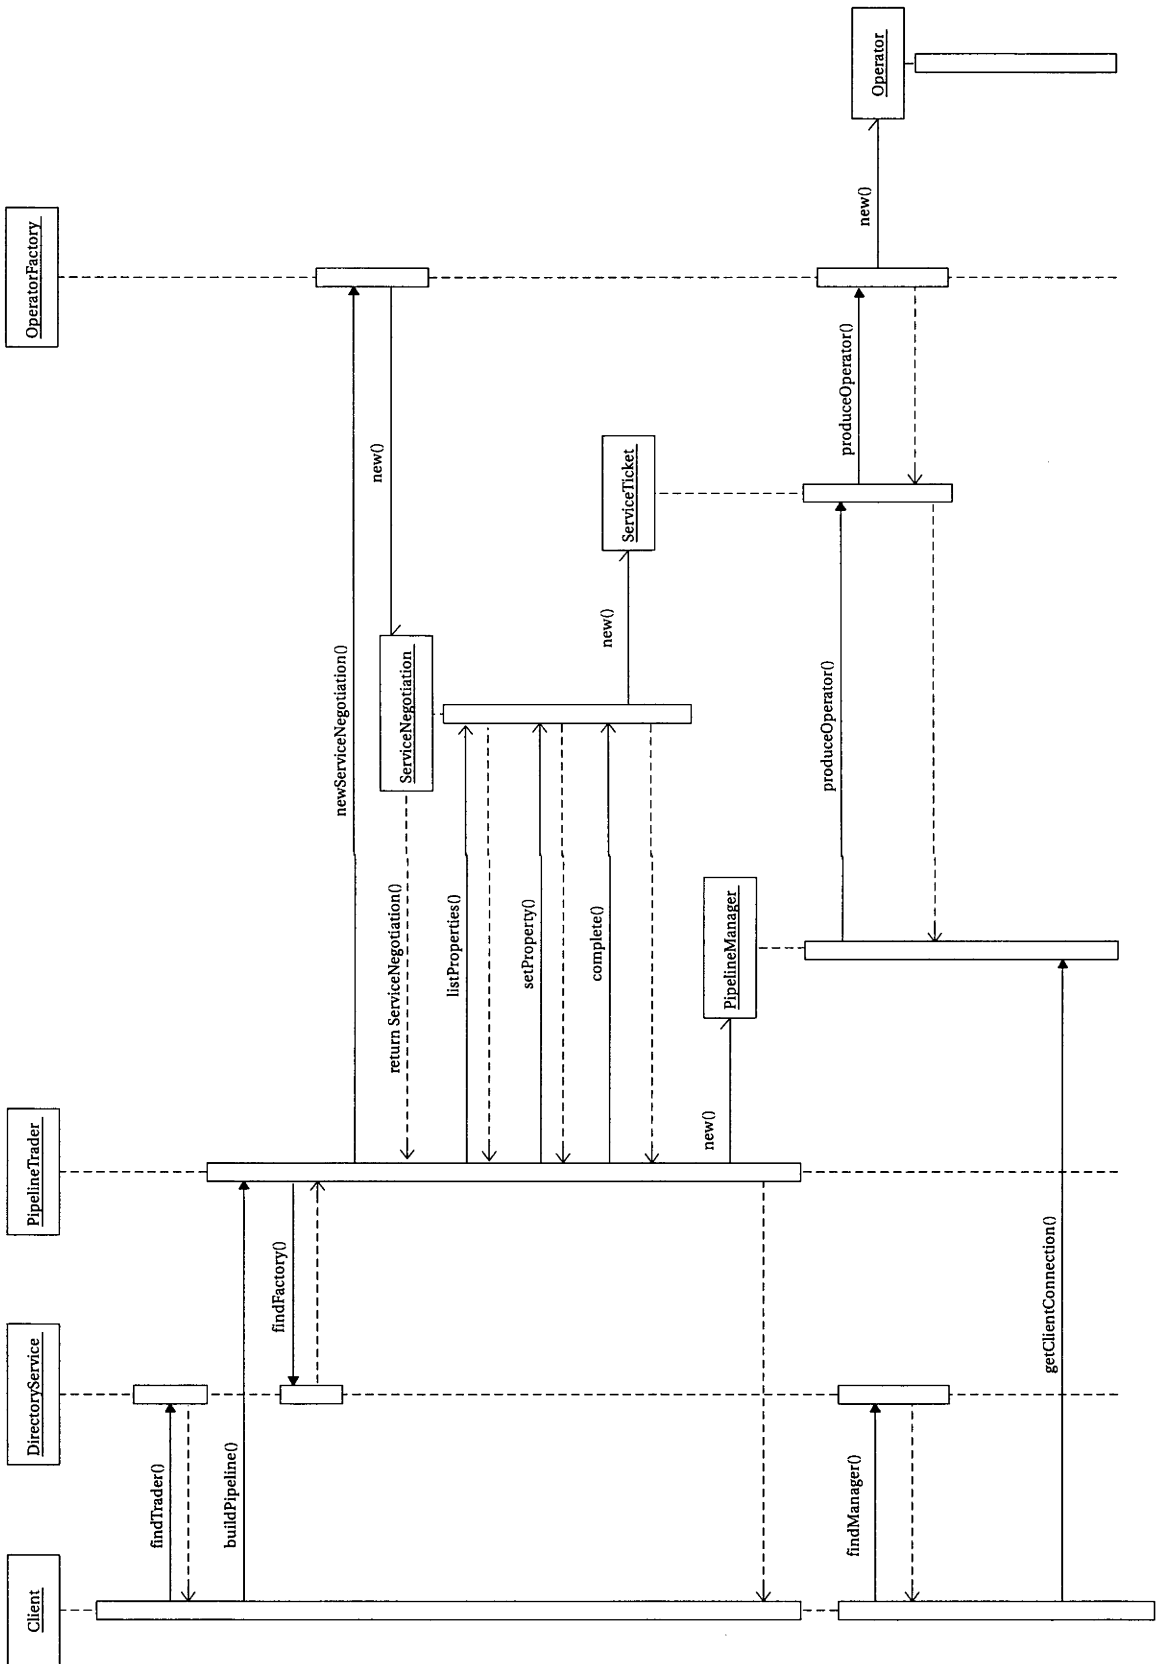 Client
DirectoryService
PipelineTrader
OperatorFactory
findTrader()
buildPipeline()
findFactory()
newServiceNegotiation()
new()
ServiceNegotiation
return ServiceNegotiation()
listProperties()
setProperty()
complete()
new()
ServiceTicket
new()
PipelineManager
produceOperator()
produceOperator()
new()
Operator
findManager()
getClientConnection()